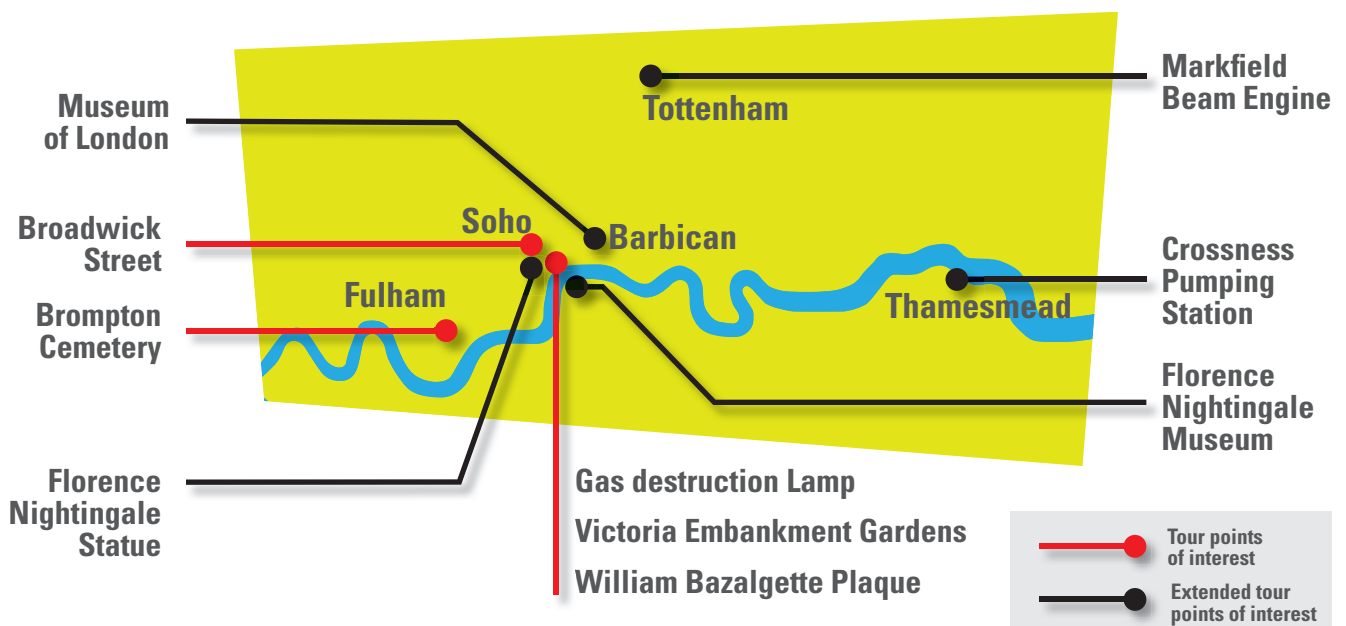 Museum
of London
Broadwick
Street
Brompton
Cemetery
Florence
Nightingale
Statue
Tottenham
Soho
Barbican
Fulham
Thamesmead
Markfield
Beam Engine
Crossness
Pumping
Station
Florence
Nightingale
Museum
Gas destruction Lamp
Victoria Embankment Gardens
William Bazalgette Plaque
Tour points
of interest
Extended tour
points of interest